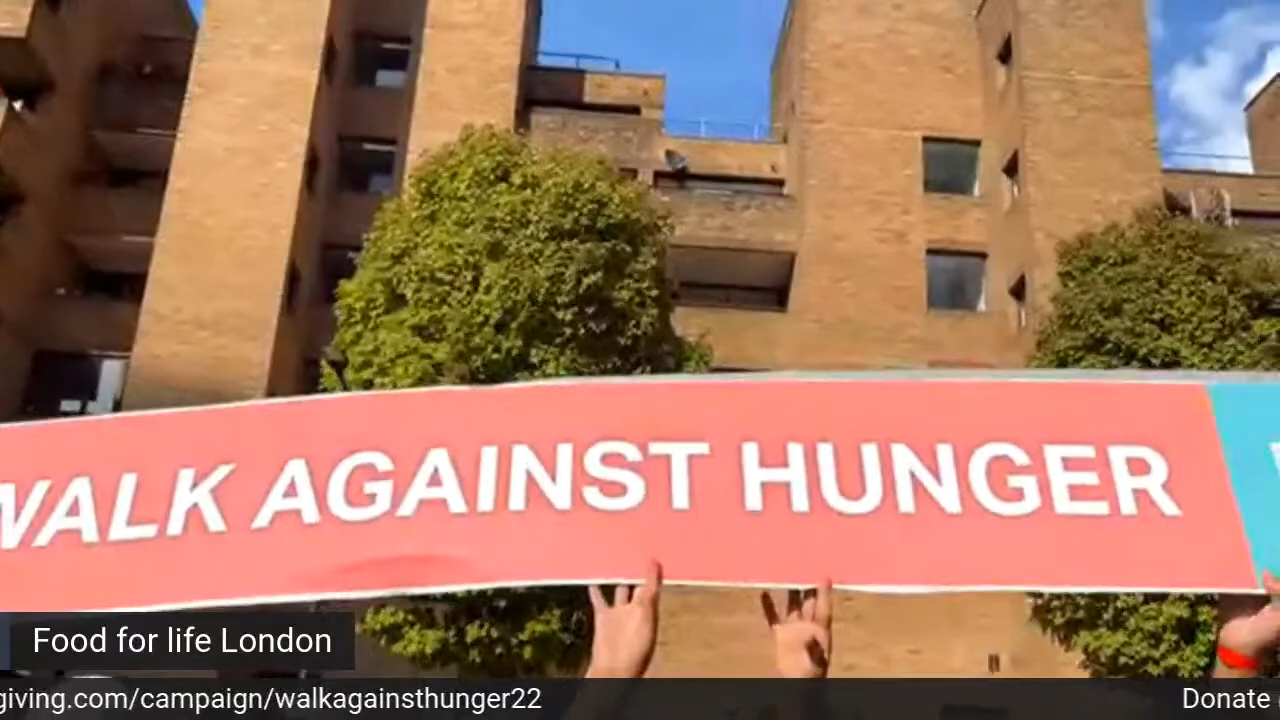 WALK AGAINST HUNGER
Food for life London
giving.com/campaign/walkagainsthunger22
Donate